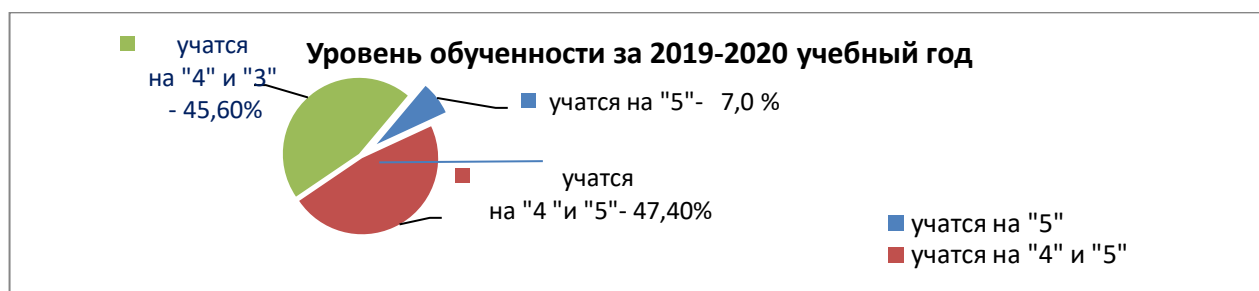 Уровень обученности за 2019-2020 учебный год
учатся
на "4" и "3"
- 45,60%
учатся на "5"- 7,0 %
учатся
на "4 "и "5"- 47,40%
учатся на "5"
учатся на "4" и "5"